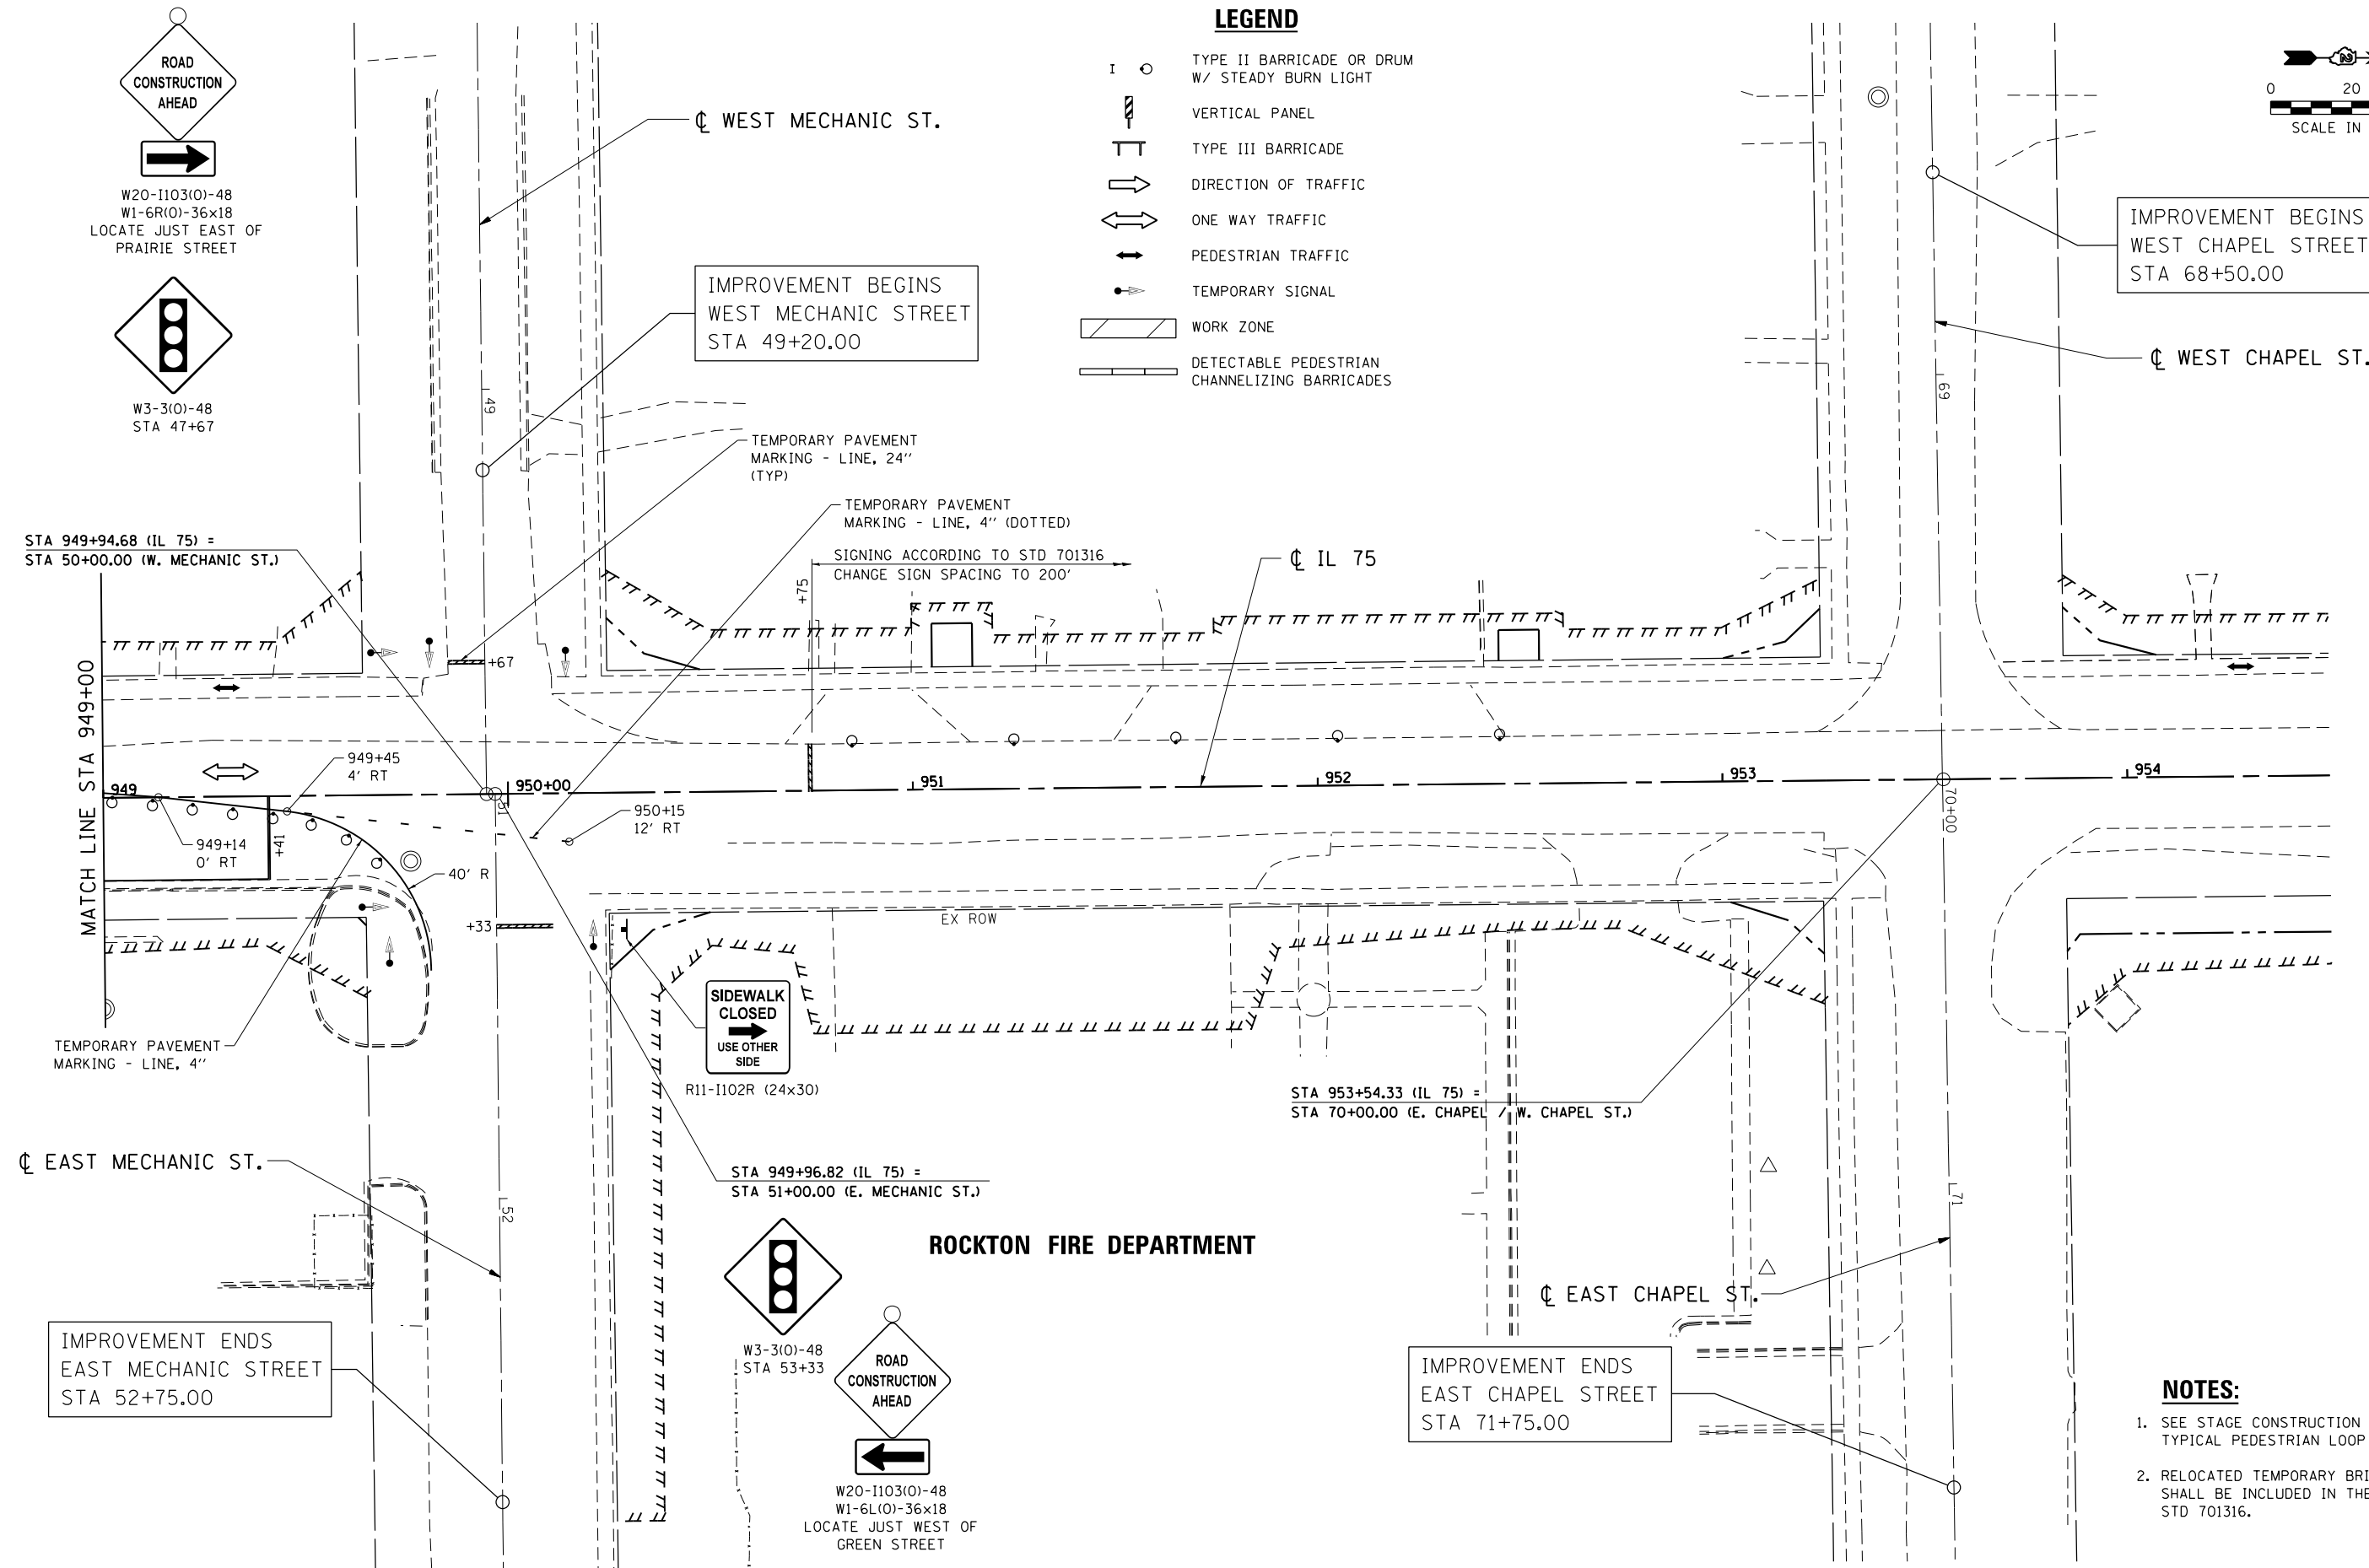 ROAD
CONSTRUCTION
AHEAD
W20-I103(O)-48
W1-6R(O)-36x18
LOCATE JUST EAST OF
PRAIRIE STREET
W3-3(O)-48
STA 47+67
LEGEND
TYPE II BARRICADE OR DRUM
W/ STEADY BURN LIGHT
VERTICAL PANEL
TYPE III BARRICADE
DIRECTION OF TRAFFIC
ONE WAY TRAFFIC
PEDESTRIAN TRAFFIC
TEMPORARY SIGNAL
WORK ZONE
DETECTABLE PEDESTRIAN
CHANNELIZING BARRICADES
0 20
SCALE IN
℄ WEST MECHANIC ST.
IMPROVEMENT BEGINS
WEST MECHANIC STREET
STA 49+20.00
IMPROVEMENT BEGINS
WEST CHAPEL STREET
STA 68+50.00
℄ WEST CHAPEL ST.
49
69
TEMPORARY PAVEMENT
MARKING - LINE, 24''
(TYP)
TEMPORARY PAVEMENT
MARKING - LINE, 4'' (DOTTED)
STA 949+94.68 (IL 75) =
STA 50+00.00 (W. MECHANIC ST.)
SIGNING ACCORDING TO STD 701316
CHANGE SIGN SPACING TO 200'
+75
℄ IL 75
+67
MATCH LINE STA 949+00
949
949+45
4' RT
950+00
951
952
953
954
51
70+00
950+15
12' RT
949+14
0' RT
+41
40' R
+33
EX ROW
SIDEWALK
CLOSED
USE OTHER
SIDE
R11-I102R (24x30)
TEMPORARY PAVEMENT
MARKING - LINE, 4''
STA 953+54.33 (IL 75) =
STA 70+00.00 (E. CHAPEL / W. CHAPEL ST.)
℄ EAST MECHANIC ST.
STA 949+96.82 (IL 75) =
STA 51+00.00 (E. MECHANIC ST.)
52
71
ROCKTON FIRE DEPARTMENT
W3-3(O)-48
STA 53+33
℄ EAST CHAPEL ST.
IMPROVEMENT ENDS
EAST MECHANIC STREET
STA 52+75.00
ROAD
CONSTRUCTION
AHEAD
W20-I103(O)-48
W1-6L(O)-36x18
LOCATE JUST WEST OF
GREEN STREET
IMPROVEMENT ENDS
EAST CHAPEL STREET
STA 71+75.00
NOTES:
1. SEE STAGE CONSTRUCTION
TYPICAL PEDESTRIAN LOOP
2. RELOCATED TEMPORARY BRI
SHALL BE INCLUDED IN THE
STD 701316.